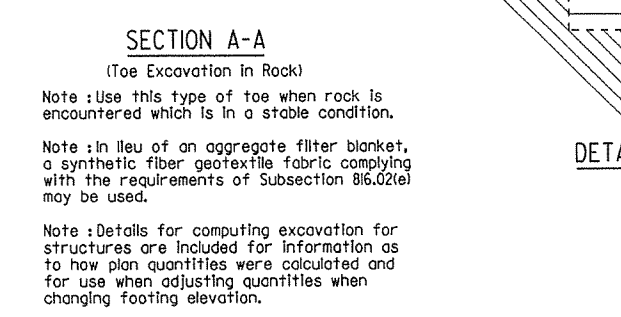 SECTION A-A
(Toe Excavation in Rock)
Note : Use this type of toe when rock is
encountered which is in a stable condition.
Note : In lieu of an aggregate filter blanket,
a synthetic fiber geotextile fabric complying
with the requirements of Subsection 816.02(e)
may be used.
Note : Details for computing excavation for
structures are included for information as
to how plan quantities were calculated and
for use when adjusting quantities when
changing footing elevation.